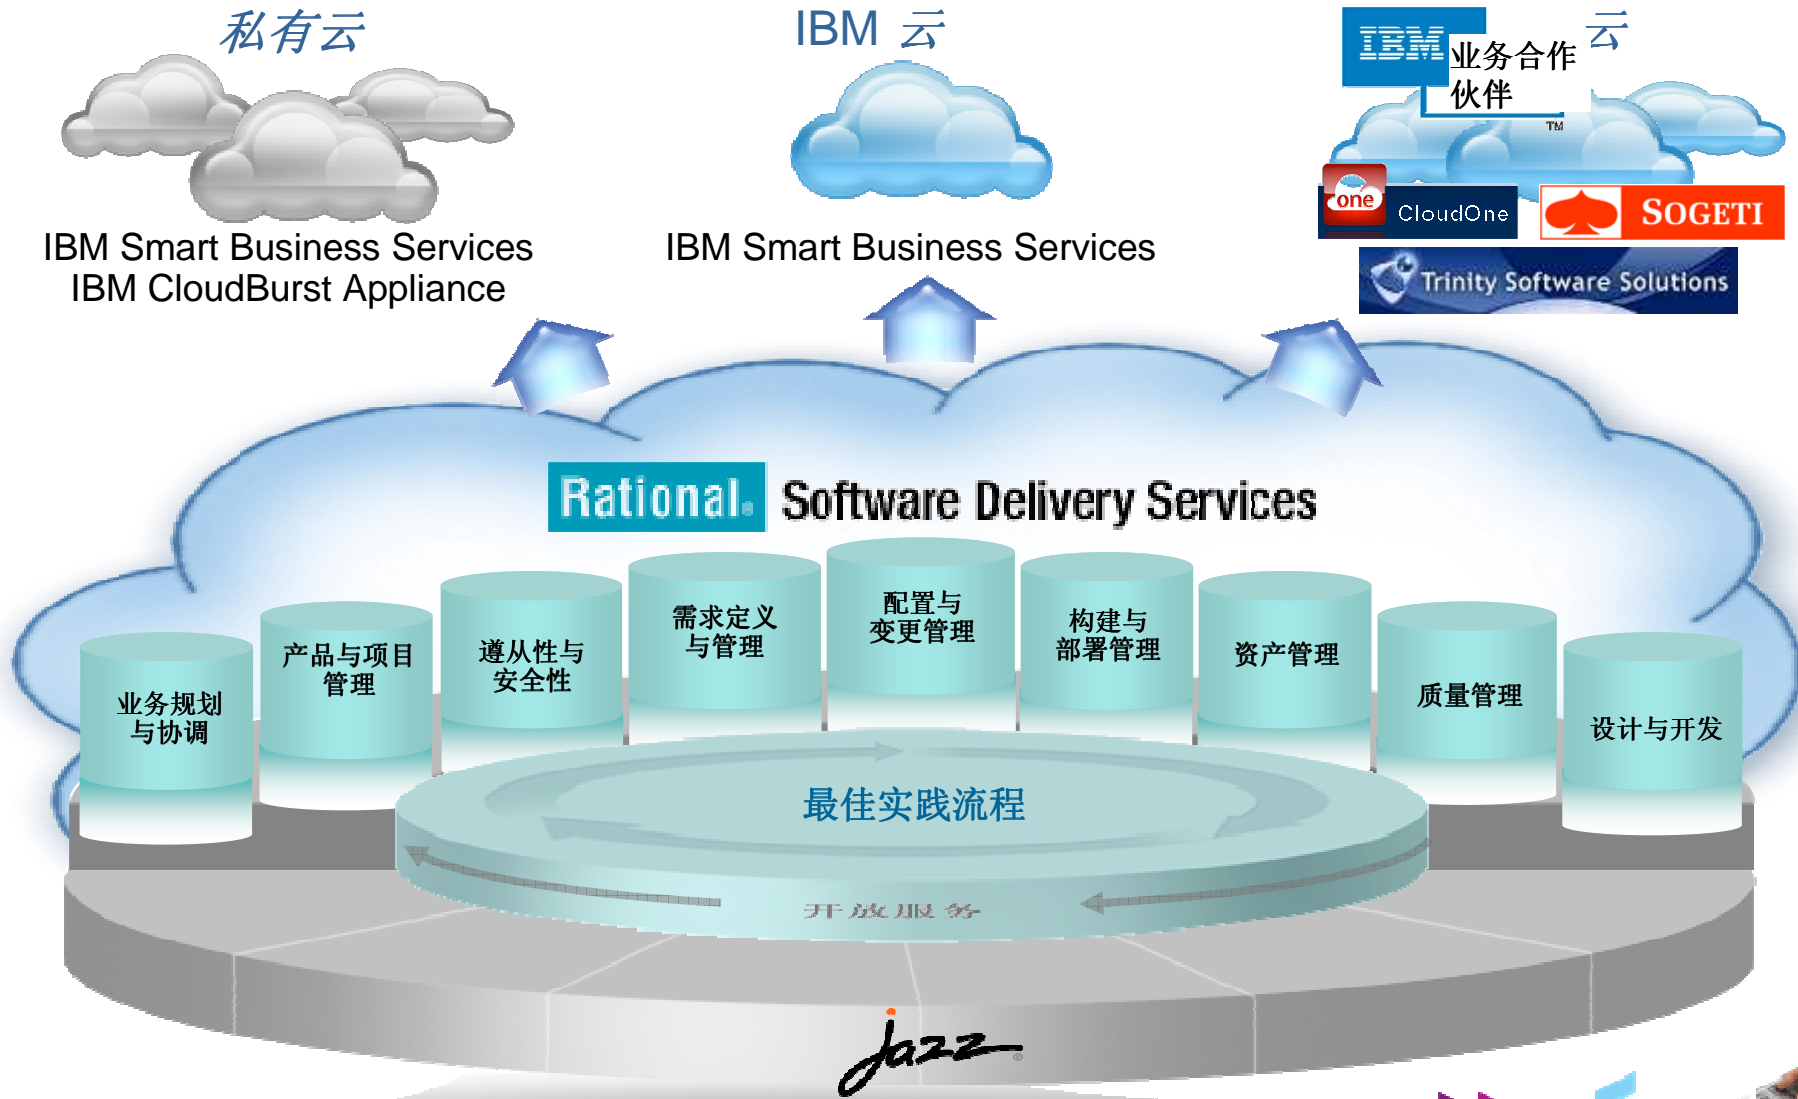 私有云
IBM 云
IBM
业务合作
伙伴
云
TM
one
CloudOne
SOGETI
Trinity Software Solutions
IBM Smart Business Services
IBM CloudBurst Appliance
IBM Smart Business Services
Rational. Software Delivery Services
业务规划
与协调
产品与项目
管理
遵从性与
安全性
需求定义
与管理
配置与
变更管理
构建与
部署管理
资产管理
质量管理
设计与开发
最佳实践流程
开放服务
jazz